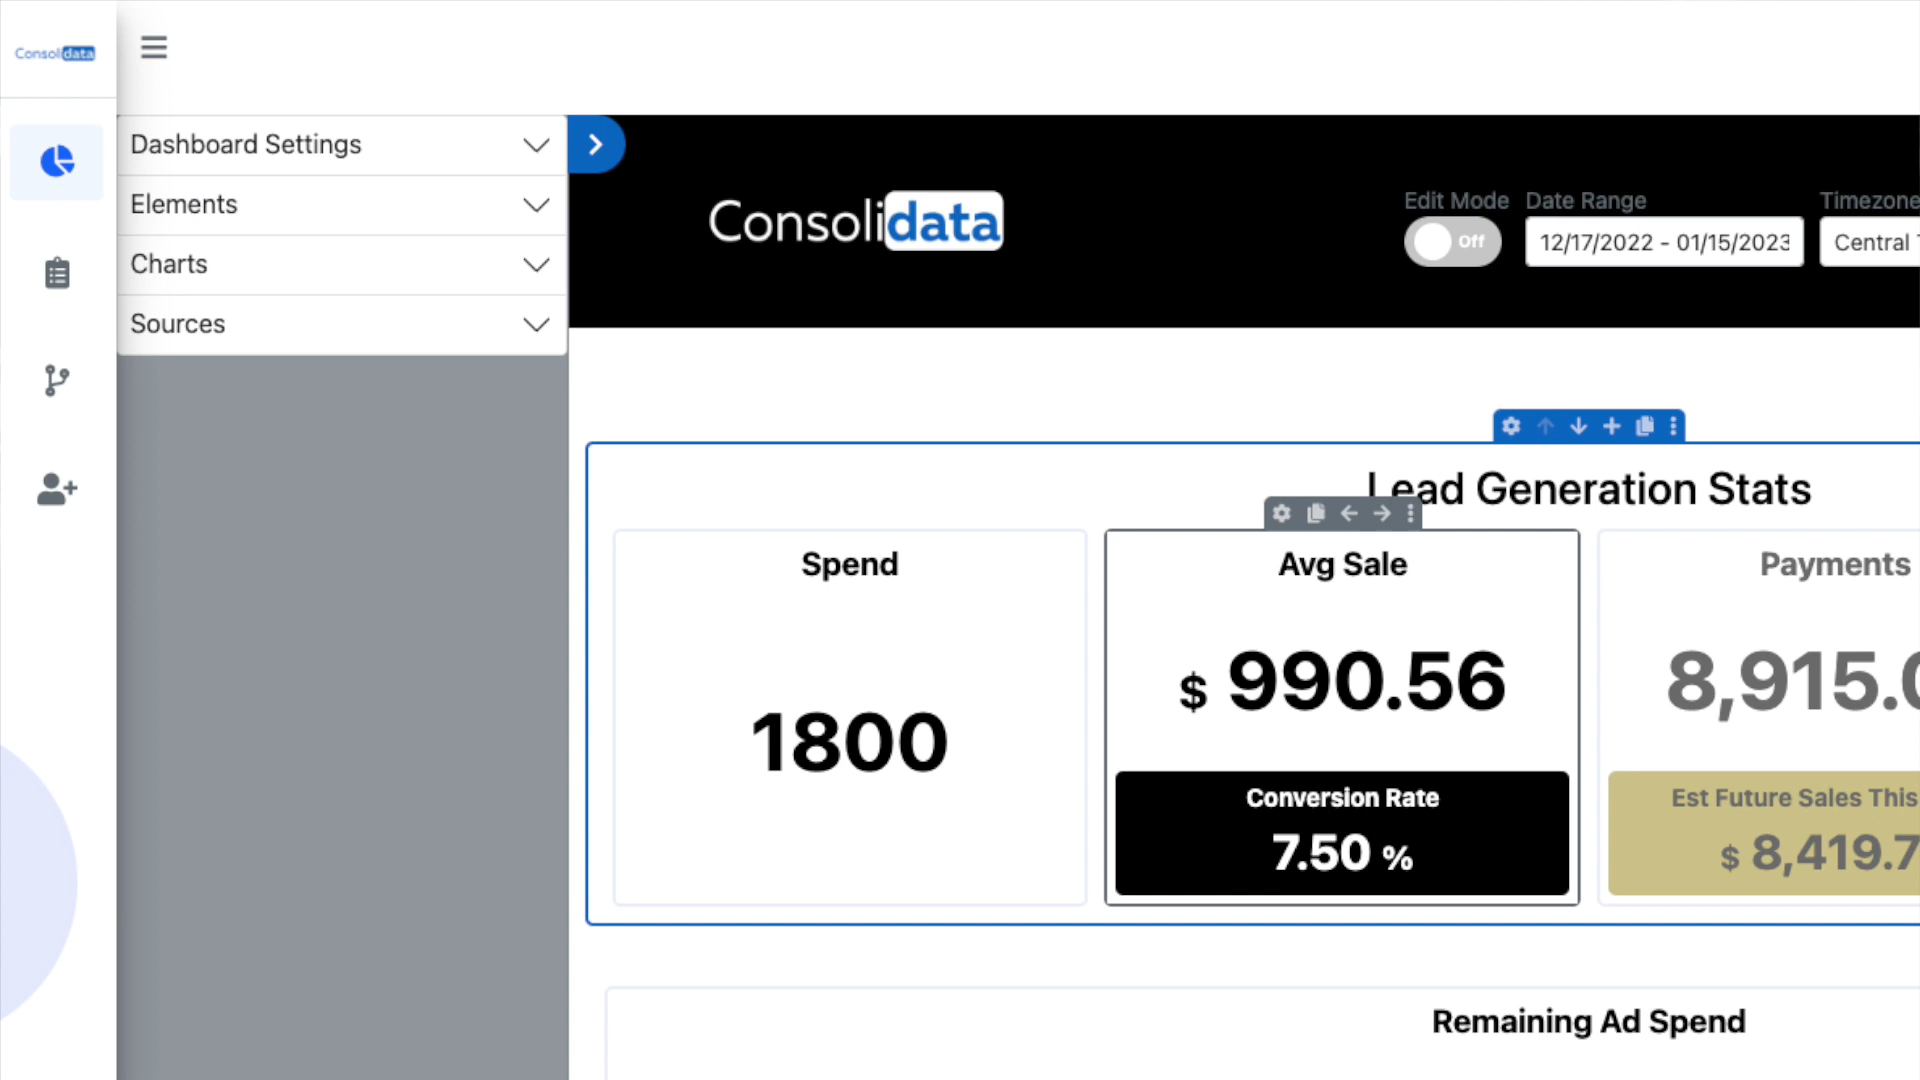 Consolidata
Dashboard Settings
Elements
Charts
Sources
Consolidata
Edit Mode
Off
Date Range
12/17/2022 - 01/15/2023
Timezone
Central
Lead Generation Stats
Spend
1800
Avg Sale
$ 990.56
Conversion Rate
7.50 %
Payments
8,915.0
Est Future Sales This
$ 8,419.7
Remaining Ad Spend